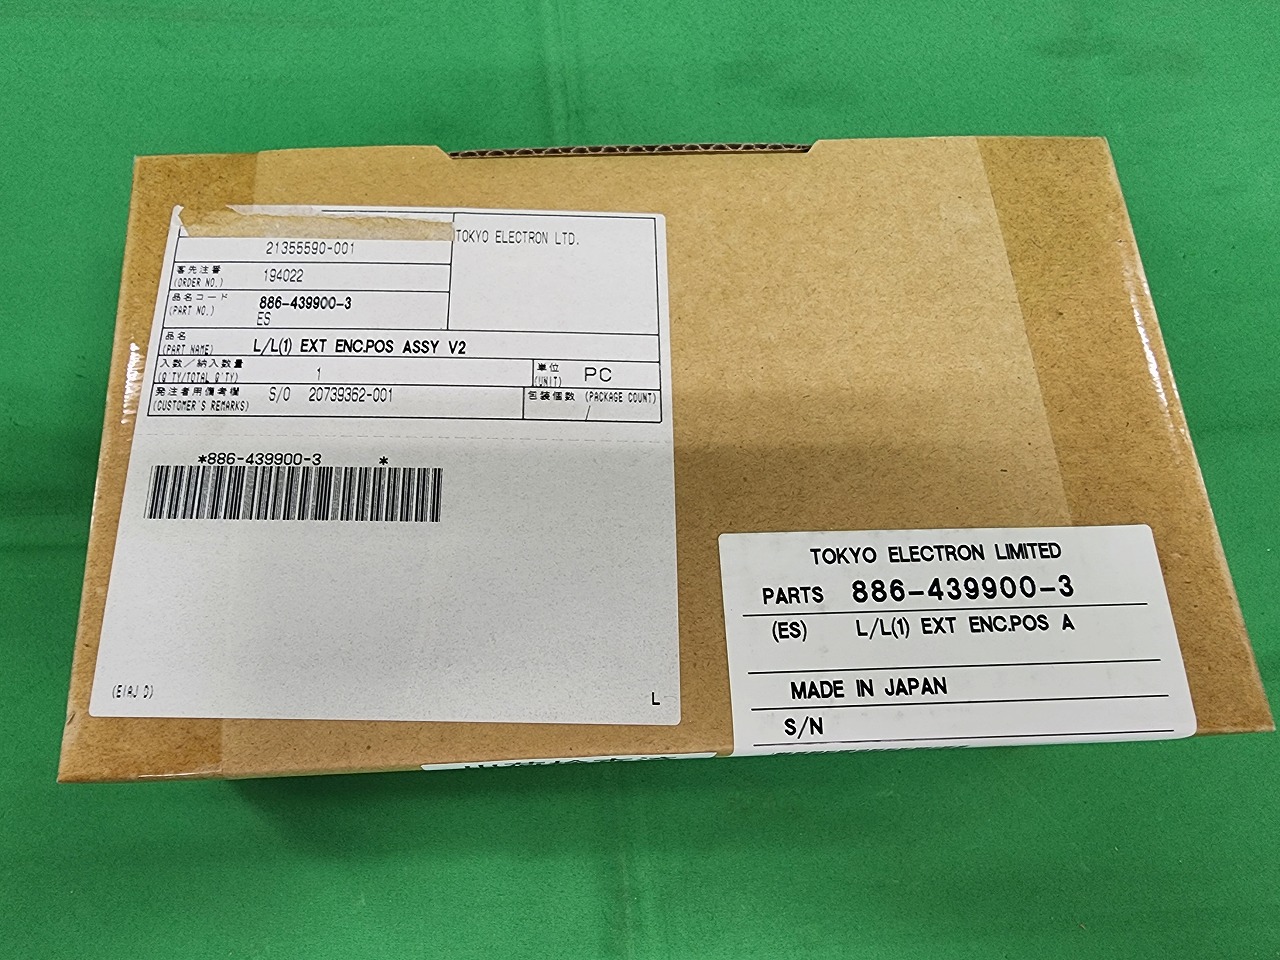 21355590-001
TOKYO ELECTRON LTD.
客先注番
(ORDER NO.)
194022
品名コード
(PART NO.)
886-439900-3
ES
品名
(PART NAME)
L/L(1) EXT ENC.POS ASSY V2
入数／納入数量
(Q'TY/TOTAL Q'TY)
1
単位
(UNIT)
PC
発注者用備考欄
(CUSTOMER'S REMARKS)
S/O 20739362-001
包装個数 (PACKAGE COUNT)
/
*886-439900-3 *
(EIAJ D)
L
TOKYO ELECTRON LIMITED
PARTS 886-439900-3
(ES) L/L(1) EXT ENC.POS A
MADE IN JAPAN
S/N